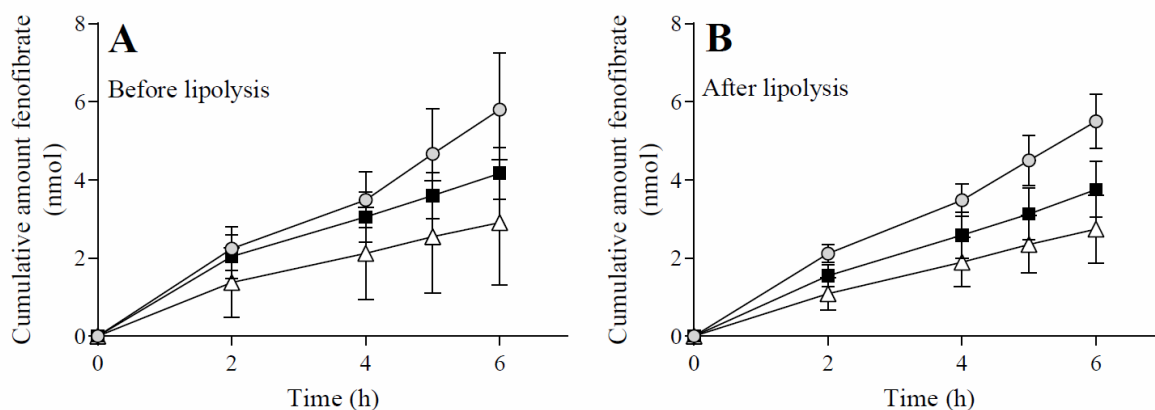 A
Before lipolysis
Cumulative amount fenofibrate
(nmol)
8
6
4
2
0
0 2 4 6
Time (h)
B
After lipolysis
Cumulative amount fenofibrate
(nmol)
8
6
4
2
0
0 2 4 6
Time (h)